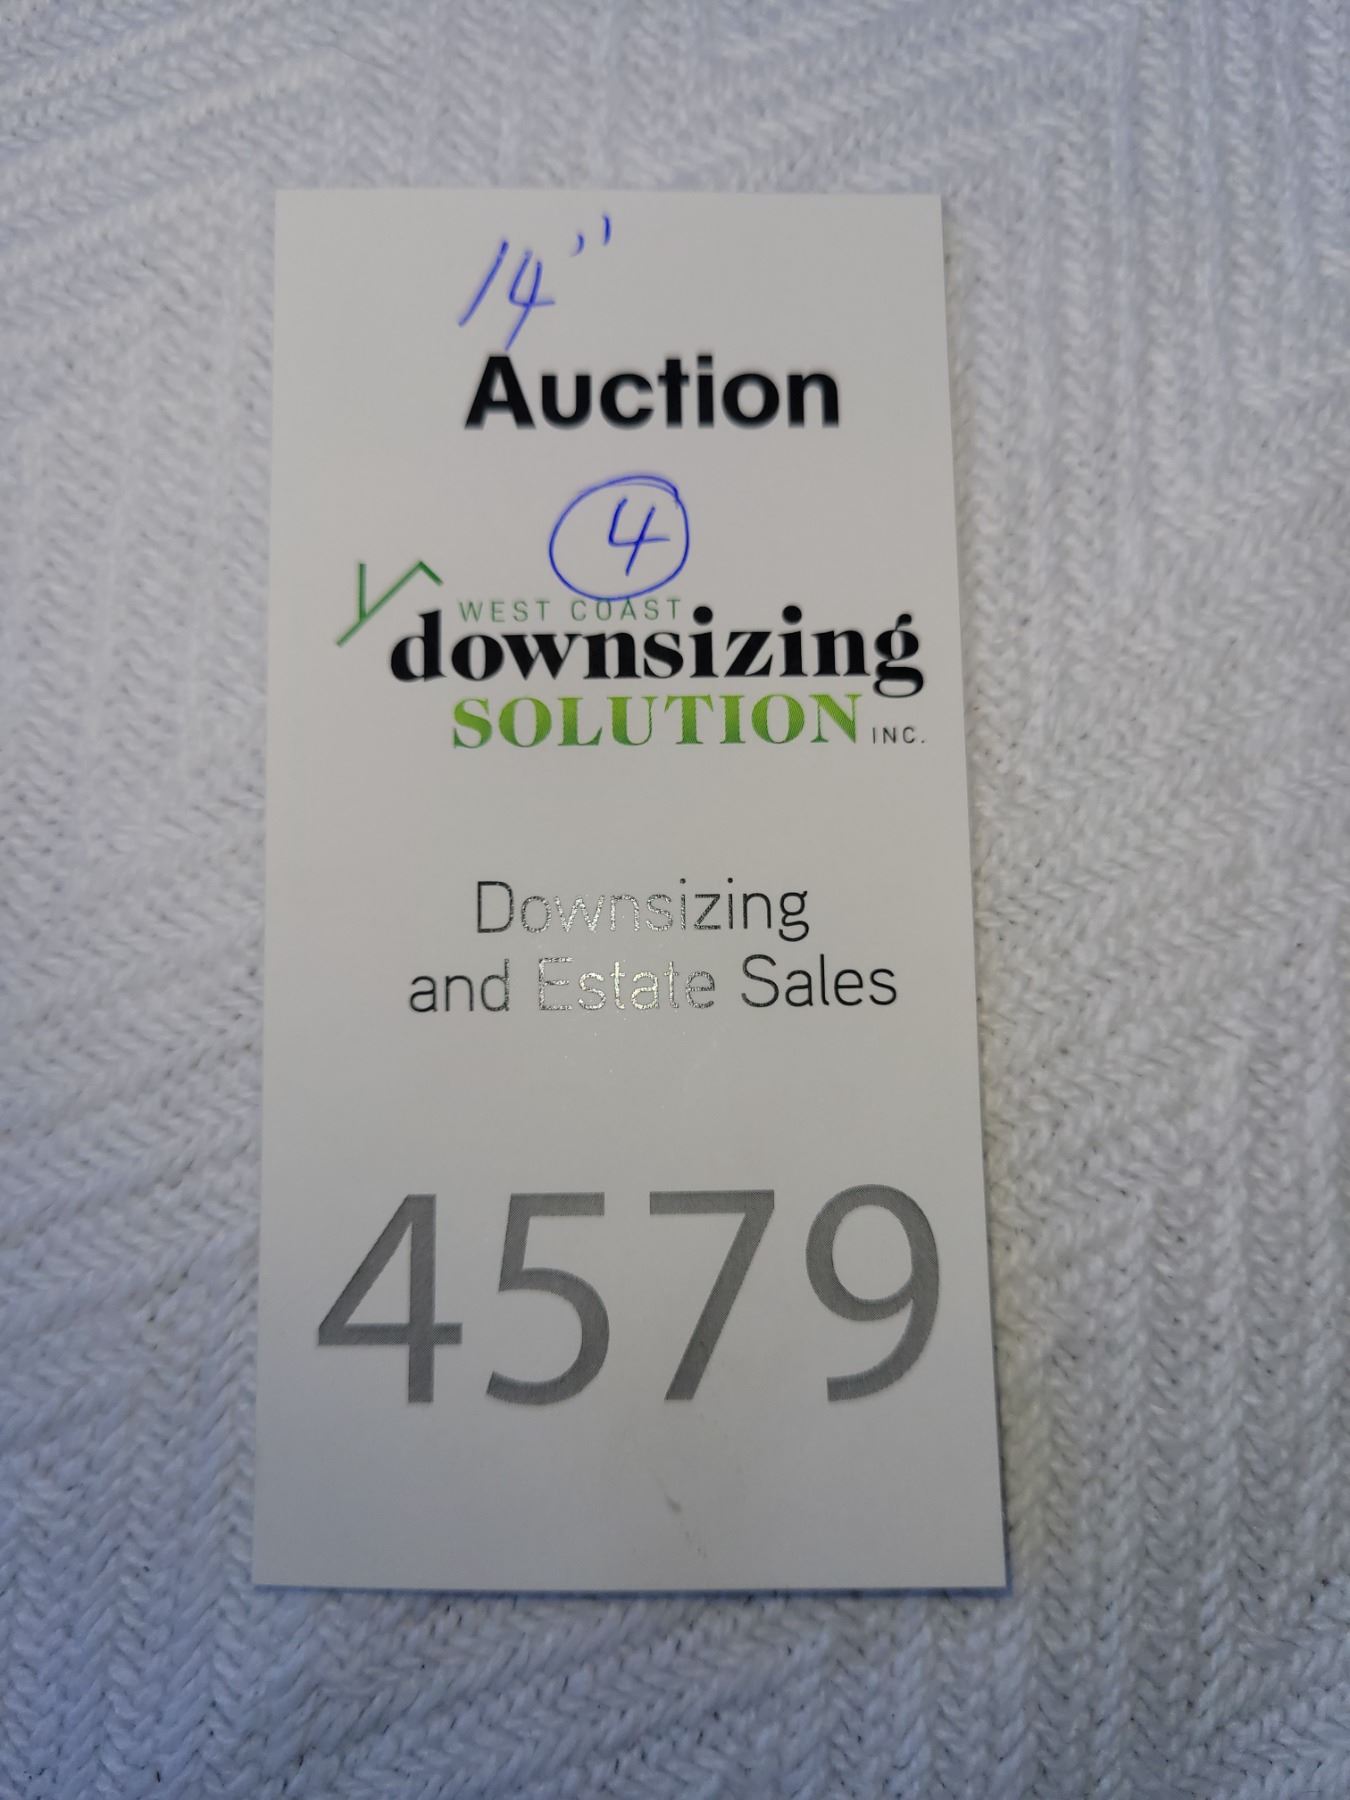 14"
Auction
4
WEST COAST
downsizing
SOLUTION INC.
Downsizing
and Estate Sales
4579